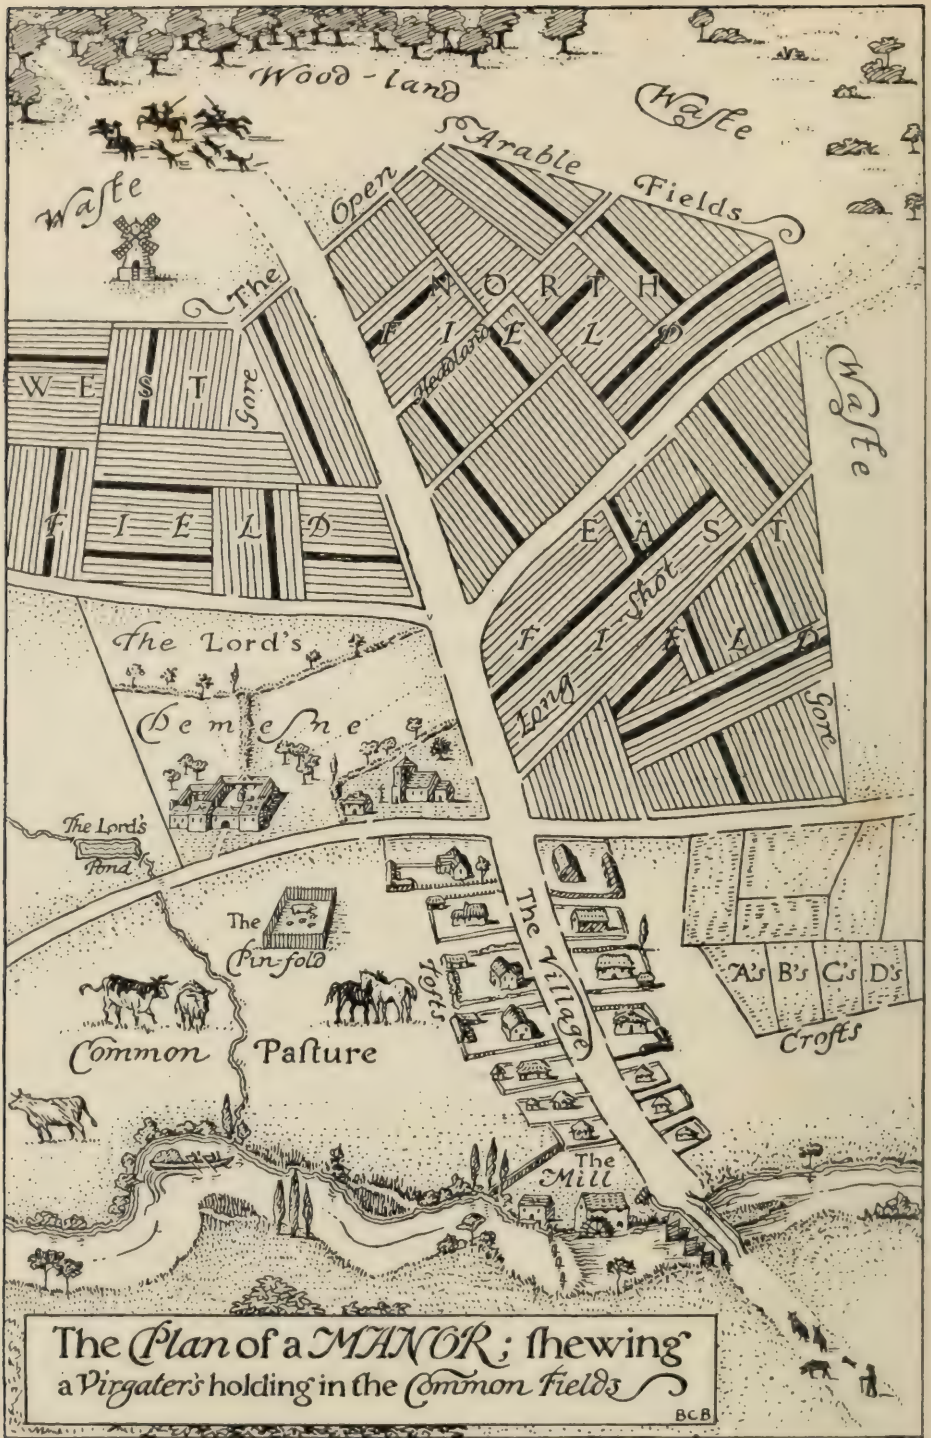 Wood-land
Waſte
Waſte
The Open Arable Fields
NORTH
FIELD
Headland
WEST
Gore
FIELD
Waſte
EAST
FIELD
Long Shot
Gore
The Lord's
Demeſne
The Lord's
Pond
The
Pin-fold
Tofts
The Village
A's B's C's D's
Crofts
Common Paſture
The
Mill
The Plan of a MANOR; ſhewing
a Virgater's holding in the Common Fields
BCB